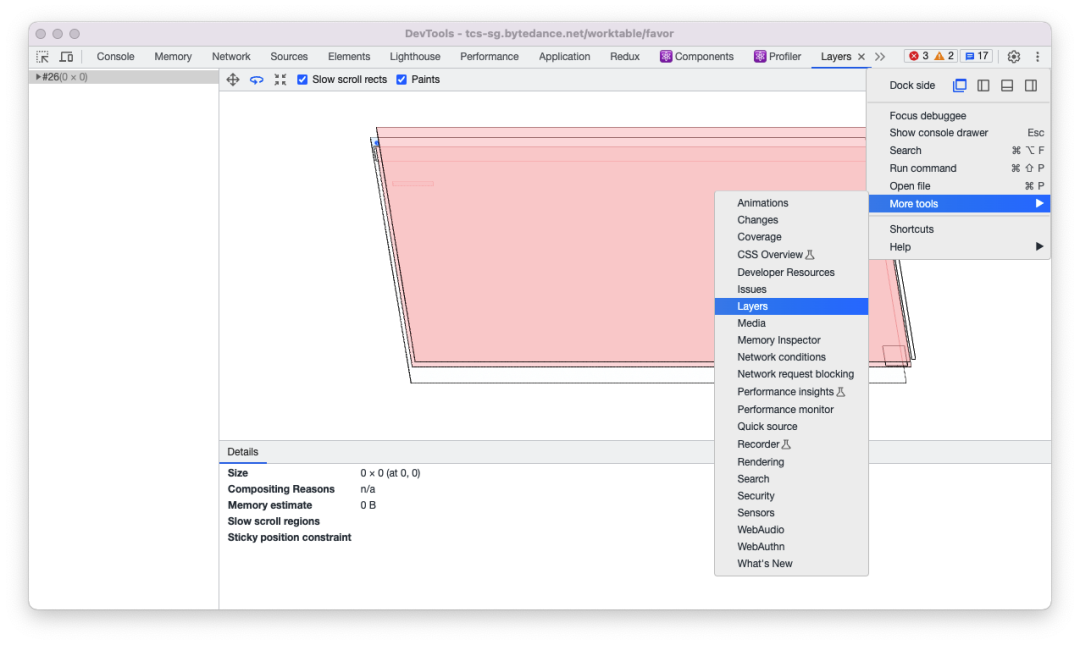 DevTools - tcs-sg.bytedance.net/worktable/favor
Console Memory Network Sources Elements Lighthouse Performance Application Redux Components Profiler Layers × >> 3 2 17
#26(0 × 0)
Slow scroll rects Paints
Dock side
Focus debuggee
Show console drawer Esc
Search ⌘ ⌥ F
Run command ⌘ ⇧ P
Open file ⌘ P
More tools
Shortcuts
Help
Animations
Changes
Coverage
CSS Overview
Developer Resources
Issues
Layers
Media
Memory Inspector
Network conditions
Network request blocking
Performance insights
Performance monitor
Quick source
Recorder
Rendering
Search
Security
Sensors
WebAudio
WebAuthn
What's New
Details
Size 0 × 0 (at 0, 0)
Compositing Reasons n/a
Memory estimate 0 B
Slow scroll regions
Sticky position constraint